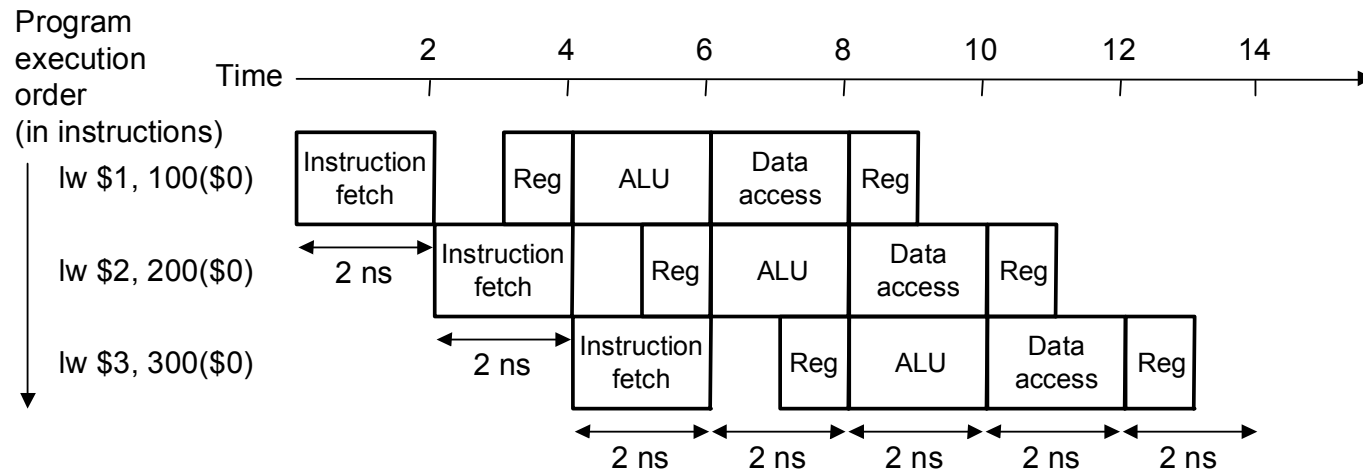 Program
execution
order
(in instructions)
Time
2 4 6 8 10 12 14
lw $1, 100($0)
Instruction
fetch
Reg
ALU
Data
access
Reg
2 ns
lw $2, 200($0)
Instruction
fetch
Reg
ALU
Data
access
Reg
2 ns
lw $3, 300($0)
Instruction
fetch
Reg
ALU
Data
access
Reg
2 ns 2 ns 2 ns 2 ns 2 ns